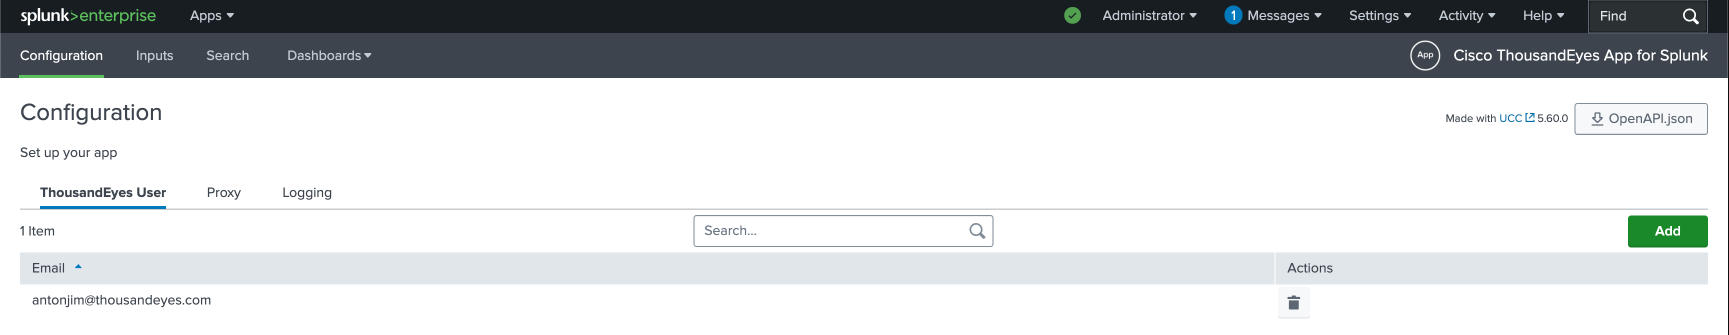 splunk>enterprise Apps Administrator 1 Messages Settings Activity Help Find
Configuration Inputs Search Dashboards App Cisco ThousandEyes App for Splunk
Configuration
Made with UCC 5.60.0 OpenAPI.json
Set up your app
ThousandEyes User Proxy Logging
1 Item Search... Add
Email Actions
antonjim@thousandeyes.com